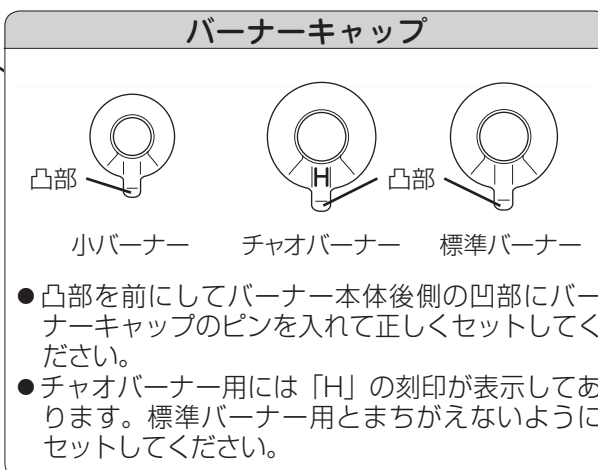 バーナーキャップ
H
凸部
凸部
小バーナー
チャオバーナー
標準バーナー
●凸部を前にしてバーナー本体後側の凹部にバー
ナーキャップのピンを入れて正しくセットしてく
ださい。
●チャオバーナー用には「H」の刻印が表示してあ
ります。標準バーナー用とまちがえないように
セットしてください。